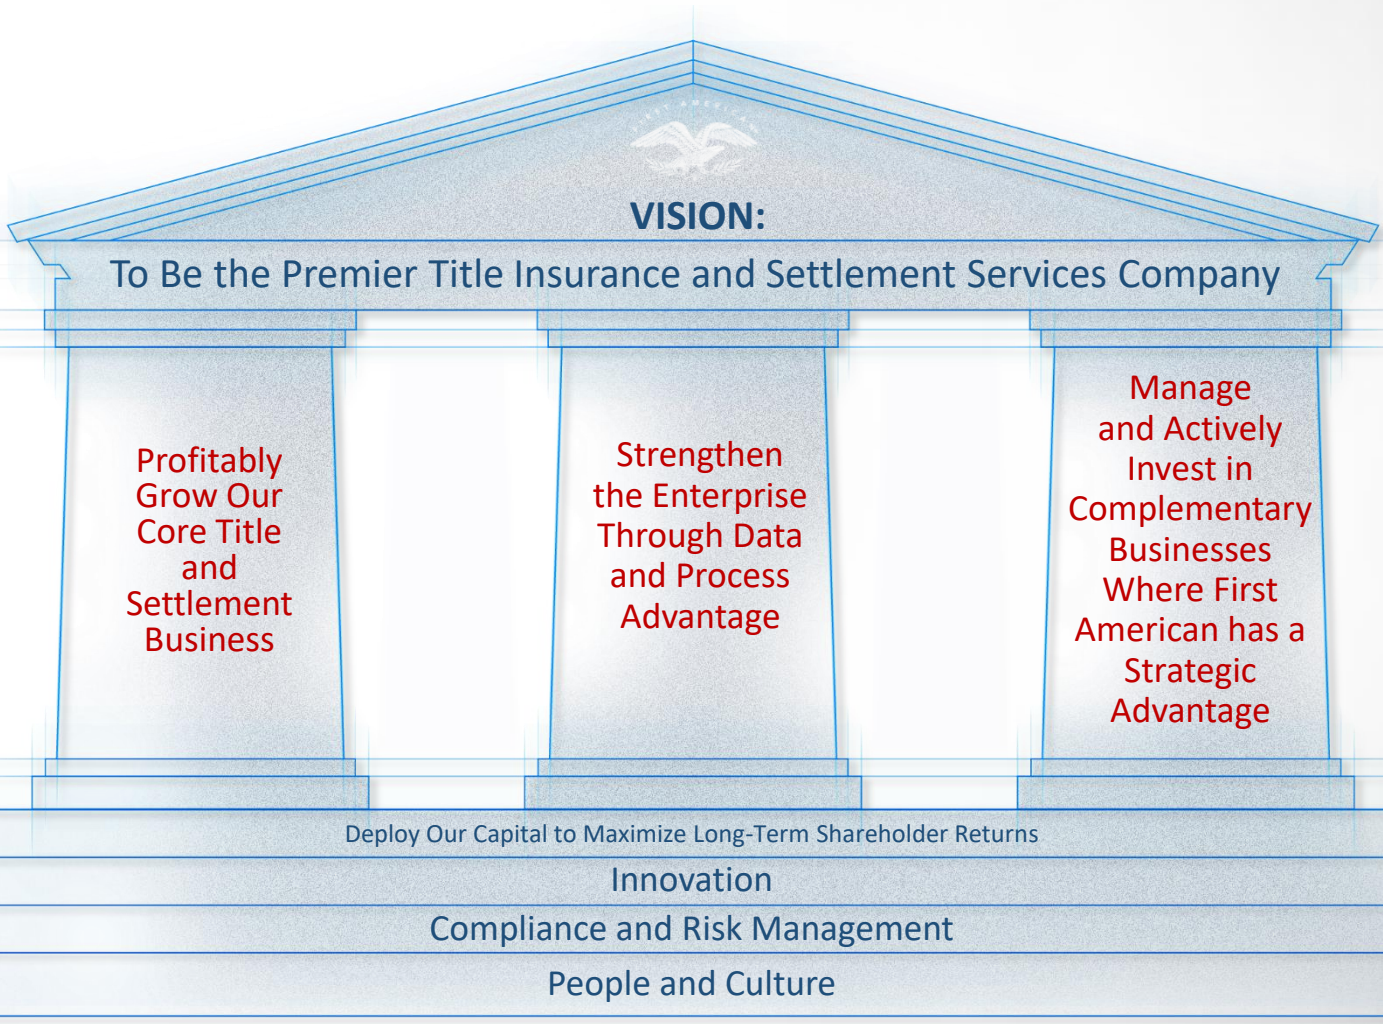 FIRST AMERICAN
VISION:
To Be the Premier Title Insurance and Settlement Services Company
Profitably
Grow Our
Core Title
and
Settlement
Business
Strengthen
the Enterprise
Through Data
and Process
Advantage
Manage
and Actively
Invest in
Complementary
Businesses
Where First
American has a
Strategic
Advantage
Deploy Our Capital to Maximize Long-Term Shareholder Returns
Innovation
Compliance and Risk Management
People and Culture